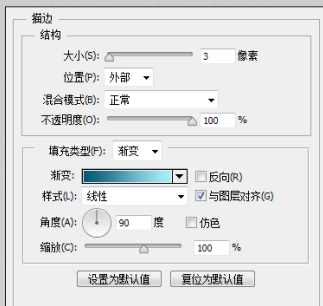 描边
结构
大小(S): 3 像素
位置(P): 外部
混合模式(B): 正常
不透明度(O): 100 %
填充类型(F): 渐变
渐变: 反向(R)
样式(L): 线性 与图层对齐(G)
角度(A): 90 度 仿色
缩放(C): 100 %
设置为默认值 复位为默认值